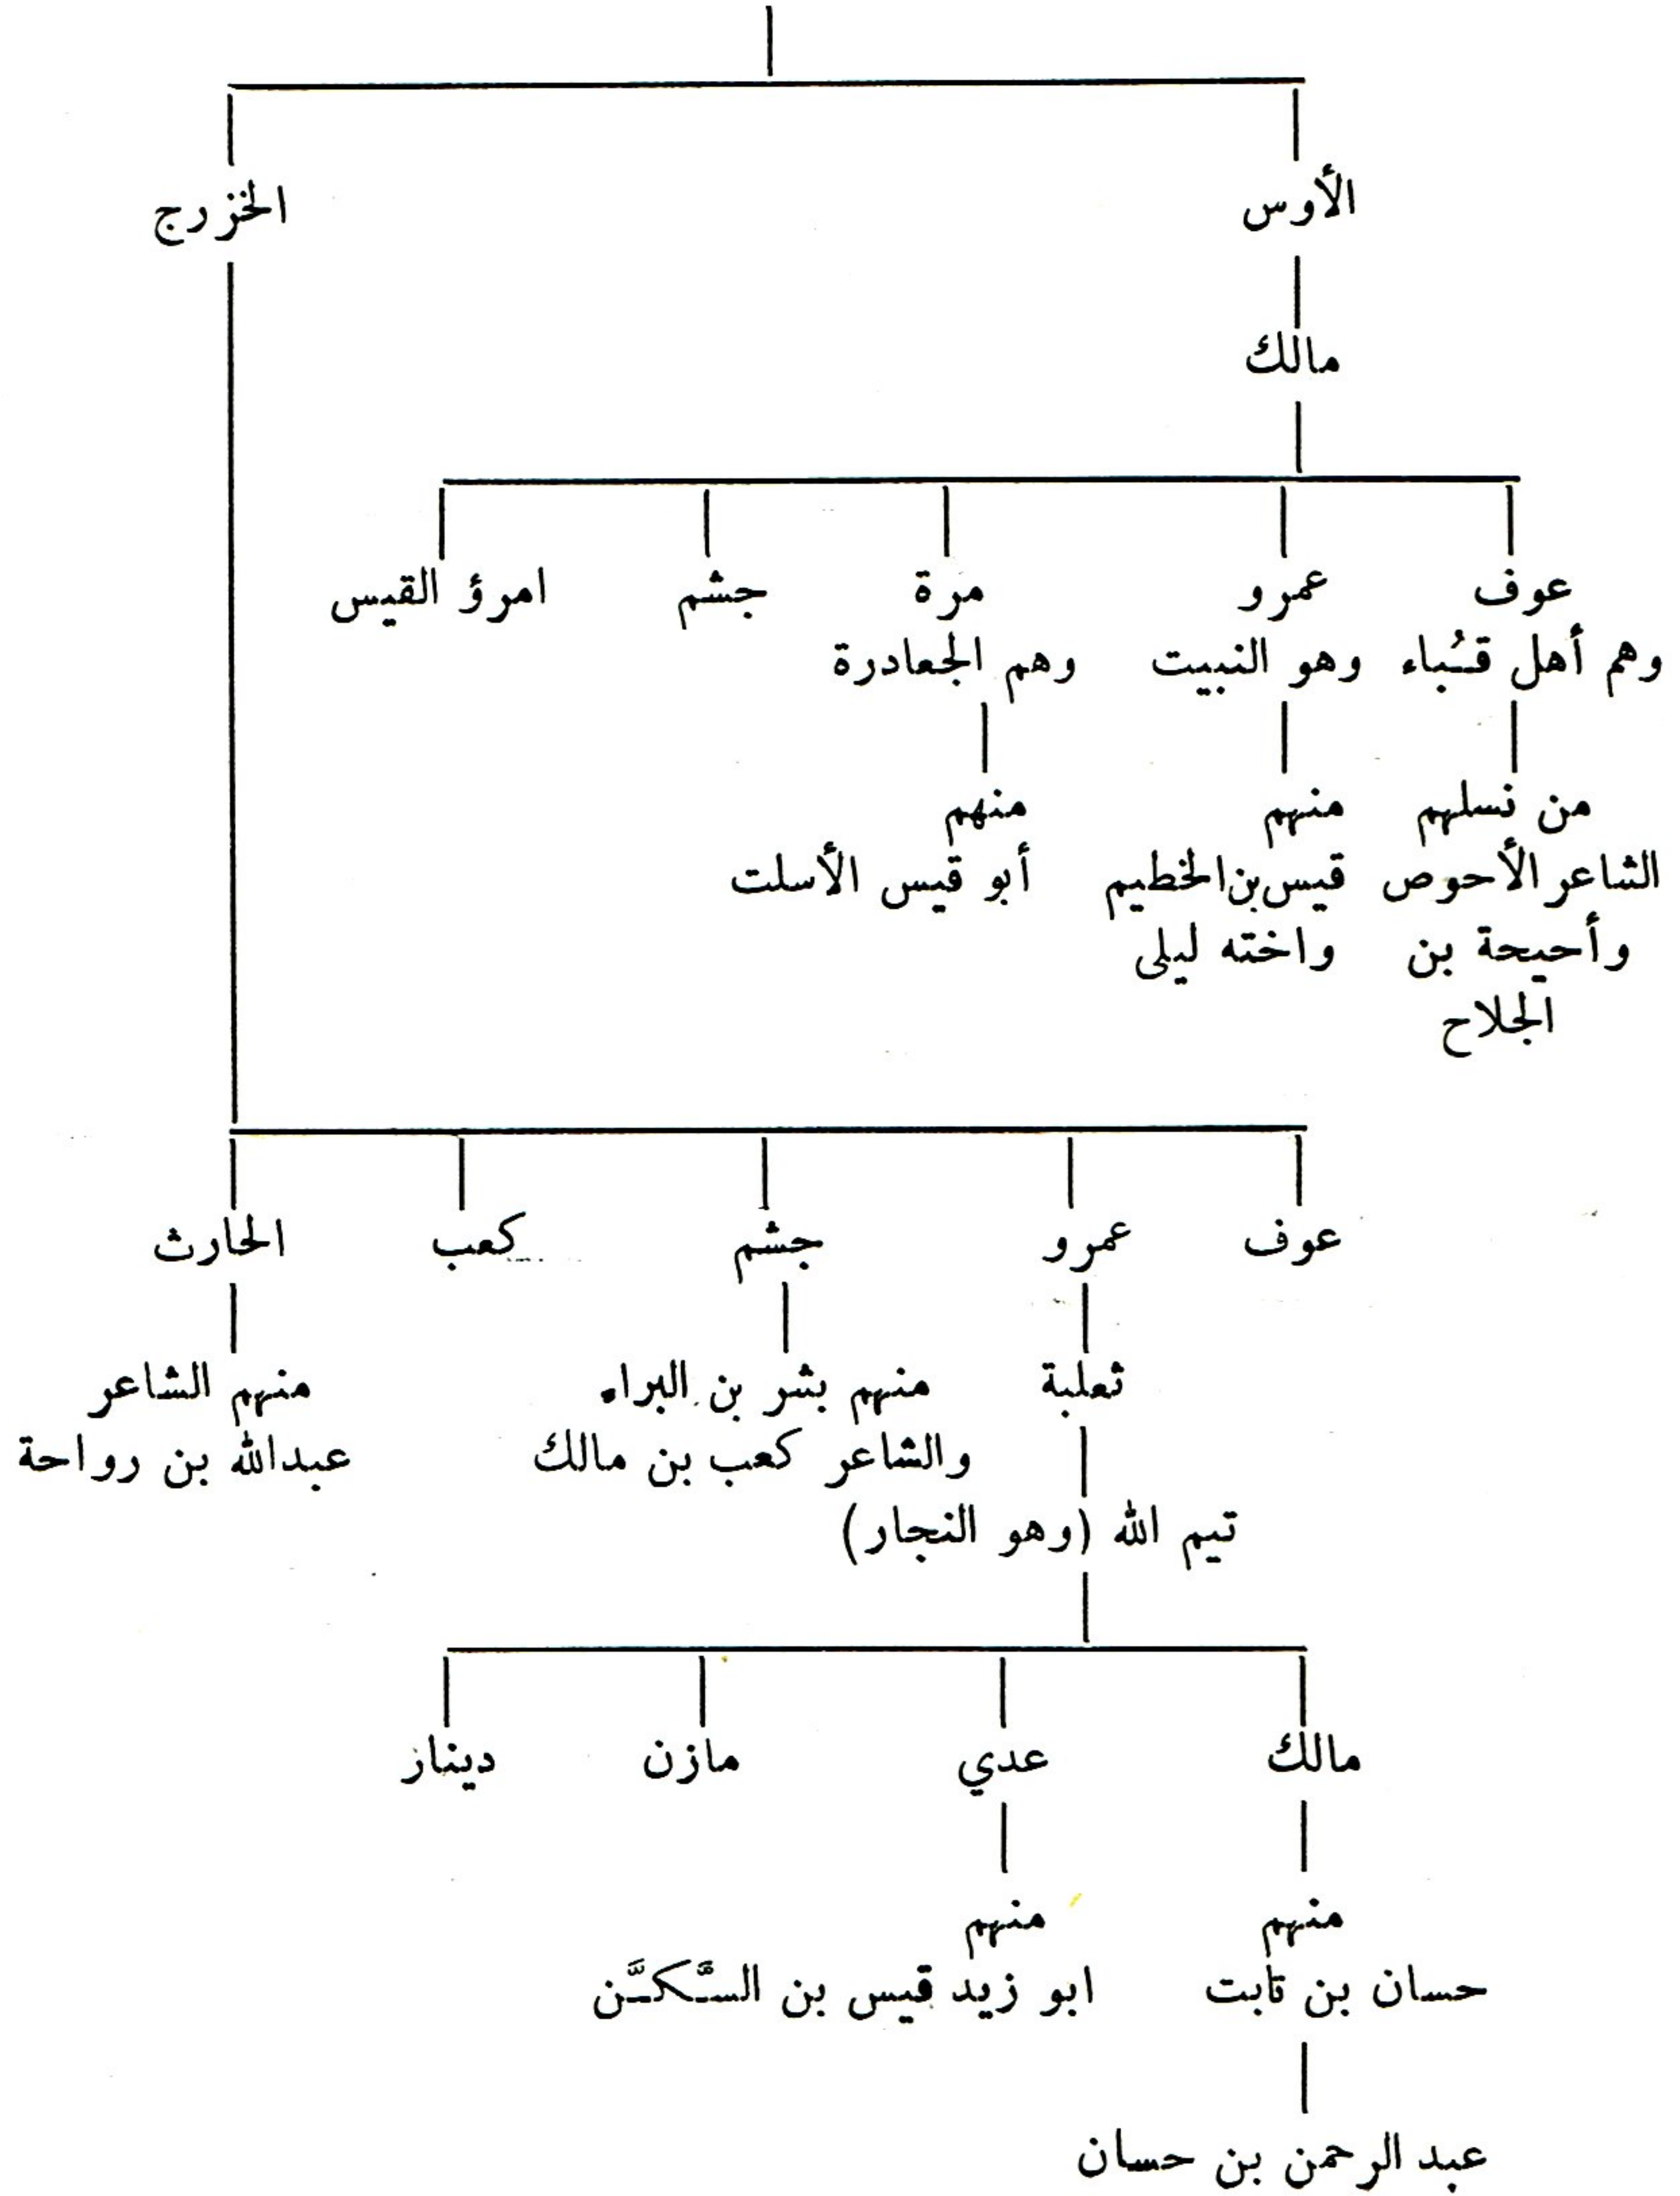 الأوس
الخزرج
مالك
عوف
وهم أهل قُباء
عمرو
وهو النبيت
مرة
وهم الجعادرة
جشم
امرؤ القيس
من نسلهم
الشاعر الأحوص
وأحيحة بن
الجلاح
منهم
قيس بن الخطيم
واخته ليلى
منهم
أبو قيس الأسلت
عوف
عمرو
جشم
كعب
الحارث
ثعلبة
منهم بشر بن البراء
والشاعر كعب بن مالك
منهم الشاعر
عبدالله بن رواحة
تيم الله (وهو النجار)
مالك
عدي
مازن
دينار
منهم
حسان بن تابت
منهم
ابو زيد قيس بن السَّكَّن
عبد الرحمن بن حسان